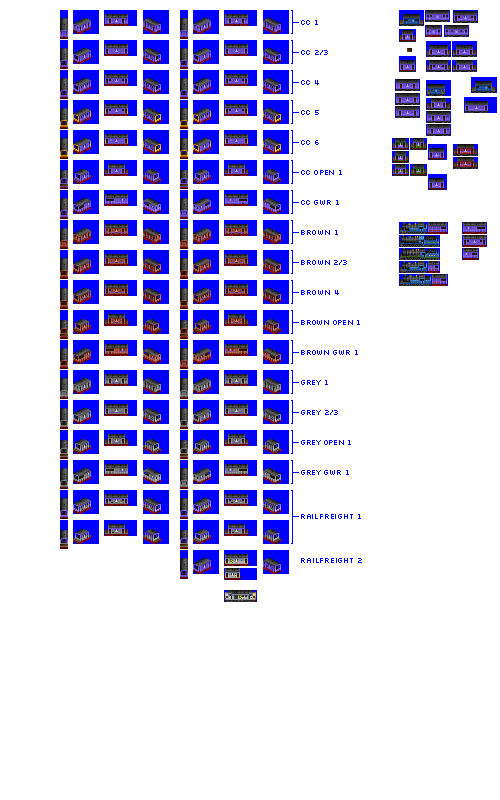 CC 1
CC 2/3
CC 4
CC 5
CC 6
CC OPEN 1
CC GWR 1
BROWN 1
BROWN 2/3
BROWN 4
BROWN OPEN 1
BROWN GWR 1
GREY 1
GREY 2/3
GREY OPEN 1
GREY GWR 1
RAILFREIGHT 1
RAILFREIGHT 2